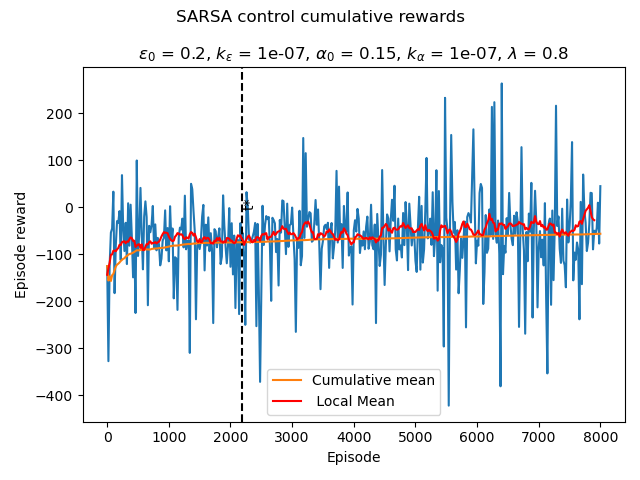 SARSA control cumulative rewards
ε₀ = 0.2, kε = 1e-07, α₀ = 0.15, kα = 1e-07, λ = 0.8
Episode reward
200
100
0
−100
−200
−300
−400
t*
Cumulative mean
Local Mean
0 1000 2000 3000 4000 5000 6000 7000 8000
Episode